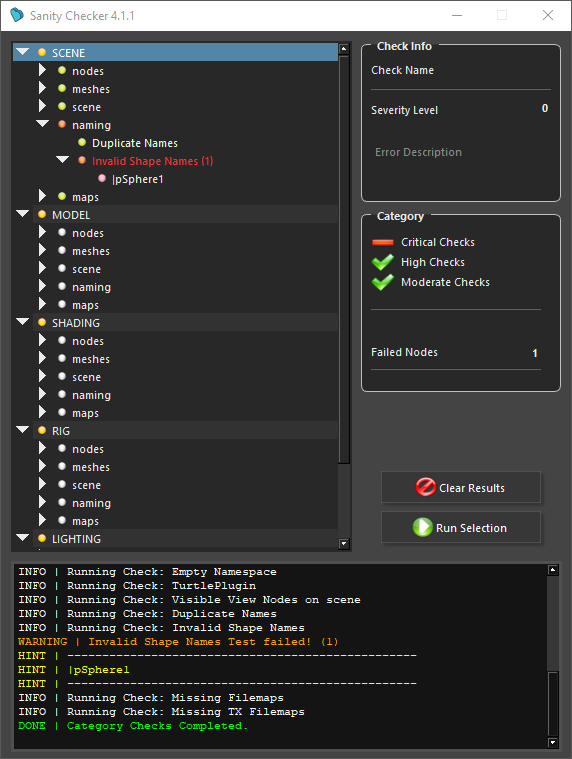 Sanity Checker 4.1.1
SCENE
nodes
meshes
scene
naming
Duplicate Names
Invalid Shape Names (1)
|pSphere1
maps
MODEL
nodes
meshes
scene
naming
maps
SHADING
nodes
meshes
scene
naming
maps
RIG
nodes
meshes
scene
naming
maps
LIGHTING
Check Info
Check Name
Severity Level 0
Error Description
Category
Critical Checks
High Checks
Moderate Checks
Failed Nodes 1
Clear Results
Run Selection
INFO | Running Check: Empty Namespace
INFO | Running Check: TurtlePlugin
INFO | Running Check: Visible View Nodes on scene
INFO | Running Check: Duplicate Names
INFO | Running Check: Invalid Shape Names
WARNING | Invalid Shape Names Test failed! (1)
HINT | --------------------------------------------------
HINT | |pSphere1
HINT | --------------------------------------------------
INFO | Running Check: Missing Filemaps
INFO | Running Check: Missing TX Filemaps
DONE | Category Checks Completed.